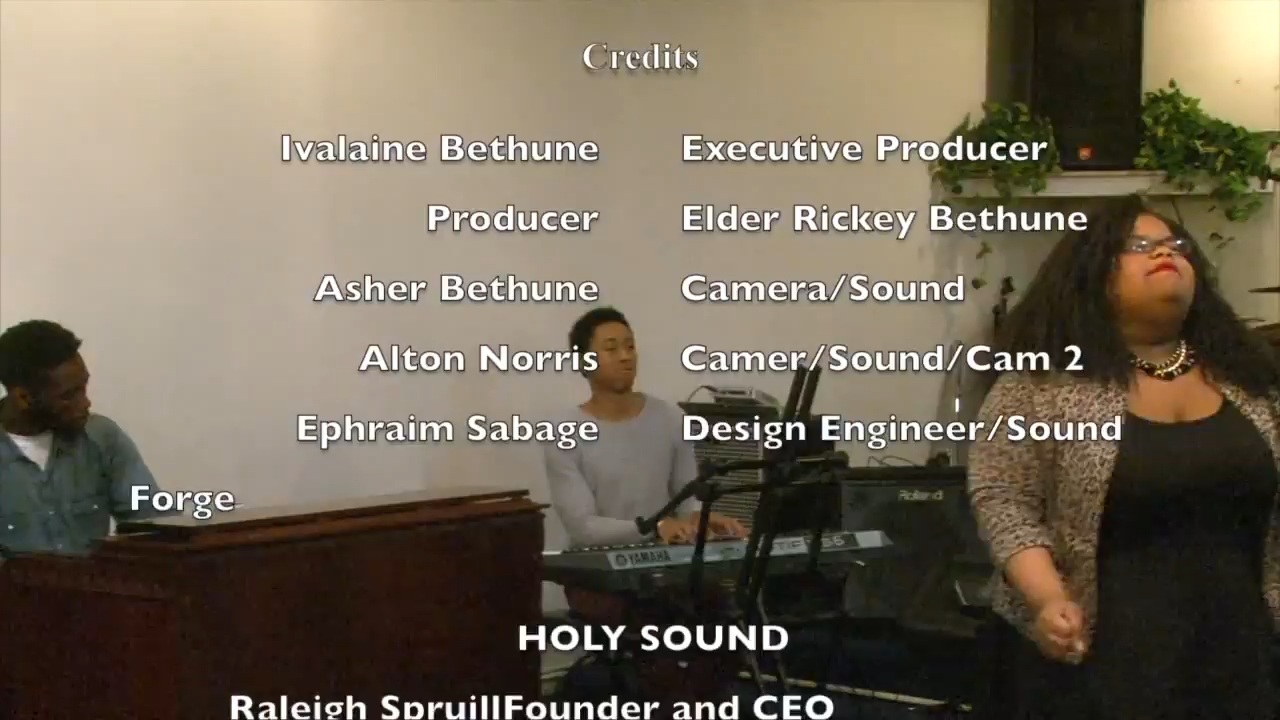 Credits
Ivalaine Bethune Executive Producer
Producer Elder Rickey Bethune
Asher Bethune Camera/Sound
Alton Norris Camer/Sound/Cam 2
Ephraim Sabage Design Engineer/Sound
Forge
Roland
YAMAHA
HOLY SOUND
Raleigh SpruillFounder and CEO